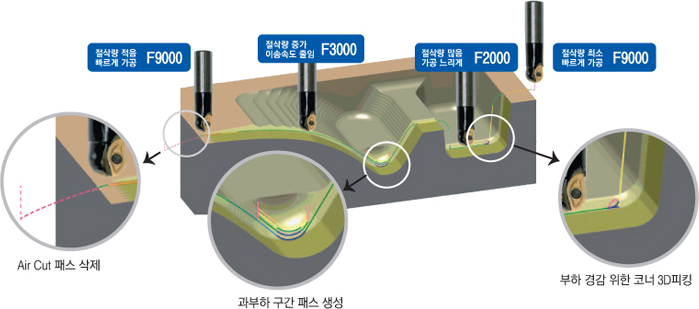 절삭량 적음
빠르게 가공 F9000
절삭량 증가
이송속도 줄임 F3000
절삭량 많음
가공 느리게 F2000
절삭량 최소
빠르게 가공 F9000
Air Cut 패스 삭제
과부하 구간 패스 생성
부하 경감 위한 코너 3D피킹